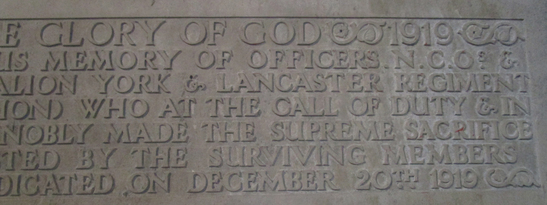 E GLORY OF GOD 1919
IS MEMORY OF OFFICERS. N.C.O.s &
ALION YORK & LANCASTER REGIMENT
ION) WHO AT THE CALL OF DUTY & IN
NOBLY MADE THE SUPREME SACRIFICE
TED BY THE SURVIVING MEMBERS
DICATED ON DECEMBER 20TH 1919